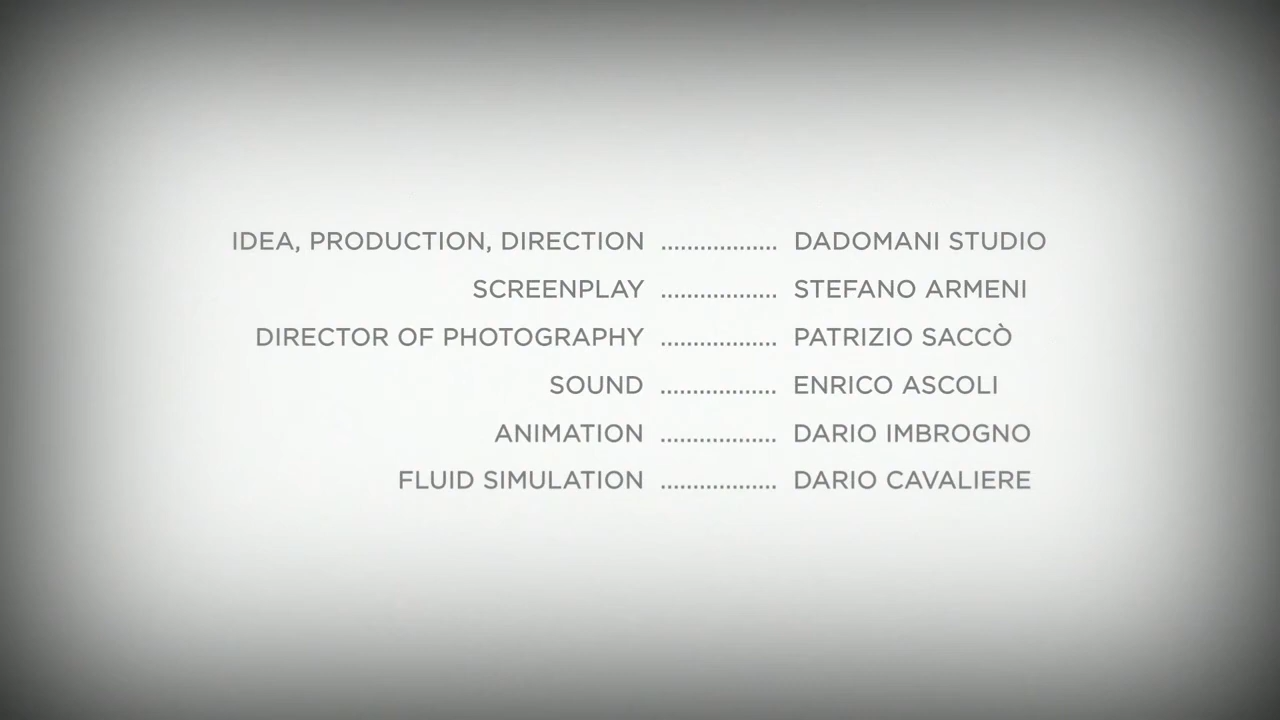 IDEA, PRODUCTION, DIRECTION .................. DADOMANI STUDIO
SCREENPLAY .................. STEFANO ARMENI
DIRECTOR OF PHOTOGRAPHY .................. PATRIZIO SACCÒ
SOUND .................. ENRICO ASCOLI
ANIMATION .................. DARIO IMBROGNO
FLUID SIMULATION .................. DARIO CAVALIERE